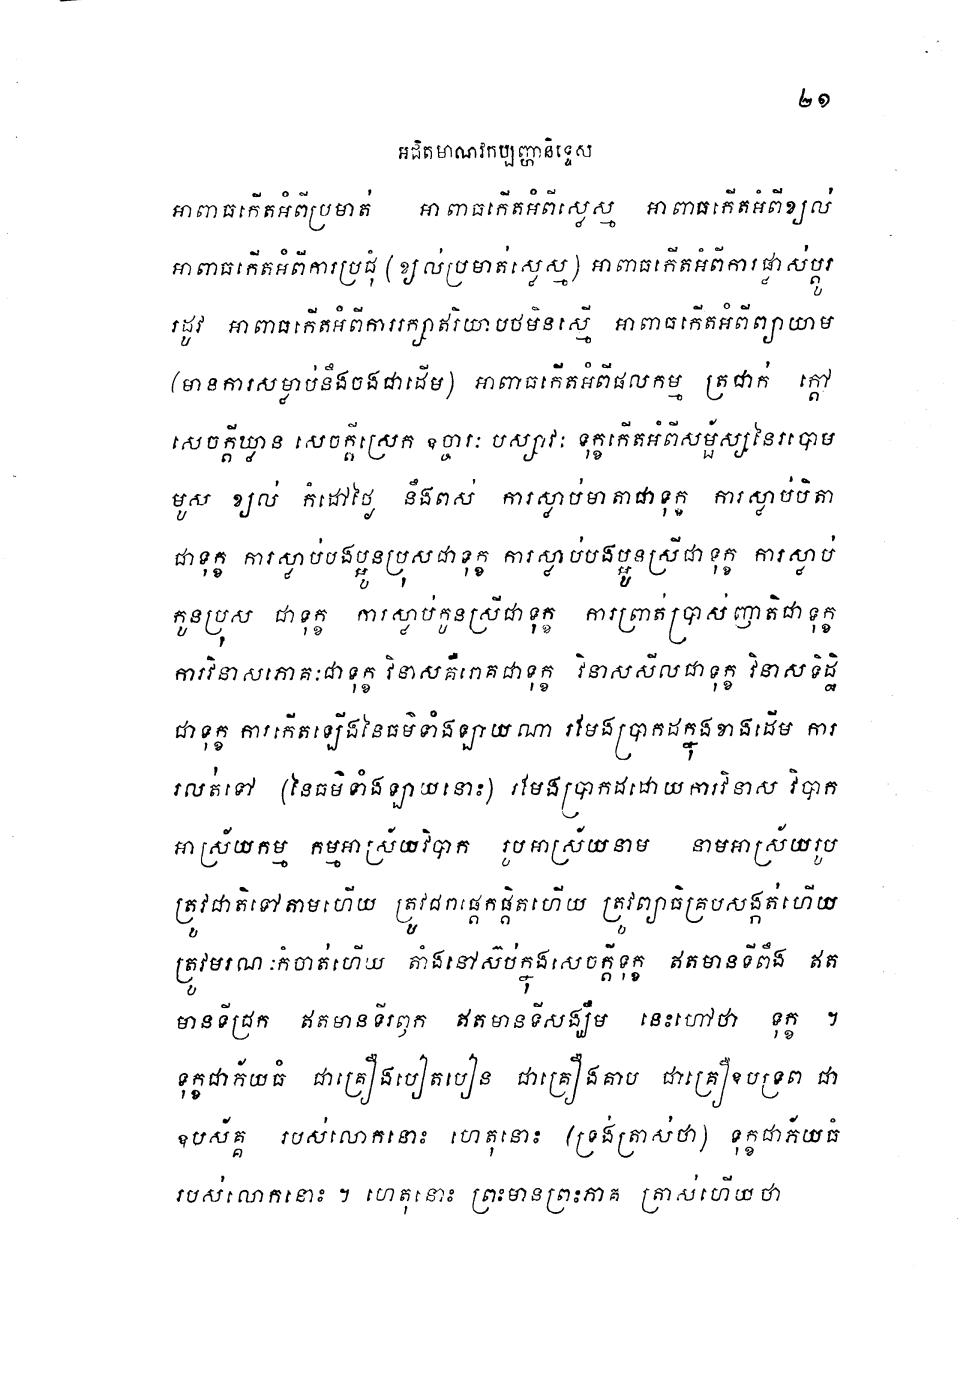 ២១
អជិតមាណវកប្បញ្ហានិទ្ទេស
អាពាធកើតអំពីប្រមាត់ អាពាធកើតអំពីស្លេស្ម អាពាធកើតអំពីខ្យល់
អាពាធកើតអំពីការប្រជុំ (ខ្យល់ប្រមាត់ស្លេស្ម) អាពាធកើតអំពីការផ្លាស់ប្តូរ
រដូវ អាពាធកើតអំពីការរក្សាឥរិយាបថមិនស្មើ អាពាធកើតអំពីព្យាយាម
(មានការសម្លាប់នឹងចងជាដើម) អាពាធកើតអំពីផលកម្ម ត្រជាក់ ក្តៅ
សេចក្តីឃ្លាន សេចក្តីស្រេក ឧច្ចារៈ បស្សាវៈ ទុក្ខកើតអំពីសម្ផ័ស្សនៃរបោម
មូស ខ្យល់ កំដៅថ្ងៃ នឹងពស់ ការស្លាប់មាតាជាទុក្ខ ការស្លាប់បិតា
ជាទុក្ខ ការស្លាប់បងប្អូនប្រុសជាទុក្ខ ការស្លាប់បងប្អូនស្រីជាទុក្ខ ការស្លាប់
កូនប្រុស ជាទុក្ខ ការស្លាប់កូនស្រីជាទុក្ខ ការព្រាត់ប្រាស់ញាតិជាទុក្ខ
ការវិនាសភោគៈជាទុក្ខ វិនាសគឺរោគជាទុក្ខ វិនាសសីលជាទុក្ខ វិនាសទិដ្ឋិ
ជាទុក្ខ ការកើតឡើងនៃធម៌ទាំងឡាយណា រមែងប្រាកដក្នុងខាងដើម ការ
រលត់ទៅ (នៃធម៌ទាំងឡាយនោះ) រមែងប្រាកដដោយការវិនាស វិបាក
អាស្រ័យកម្ម កម្មអាស្រ័យវិបាក រូបអាស្រ័យនាម នាមអាស្រ័យរូប
ត្រូវជាតិទៅតាមហើយ ត្រូវជរាផ្តេកផ្តិតហើយ ត្រូវព្យាធិគ្របសង្កត់ហើយ
ត្រូវមរណៈកំចាត់ហើយ តាំងនៅស៊ប់ក្នុងសេចក្តីទុក្ខ ឥតមានទីពឹង ឥត
មានទីជ្រក ឥតមានទីរឭក ឥតមានទីសង្ឃឹម នេះហៅថា ទុក្ខ ។
ទុក្ខជាភ័យធំ ជាគ្រឿងបៀតបៀន ជាគ្រឿងគាប ជាគ្រឿឧបទ្រព ជា
ឧបស័គ្គ របស់លោកនោះ ហេតុនោះ (ទ្រង់ត្រាស់ថា) ទុក្ខជាភ័យធំ
របស់លោកនោះ ។ ហេតុនោះ ព្រះមានព្រះភាគ ត្រាស់ហើយថា